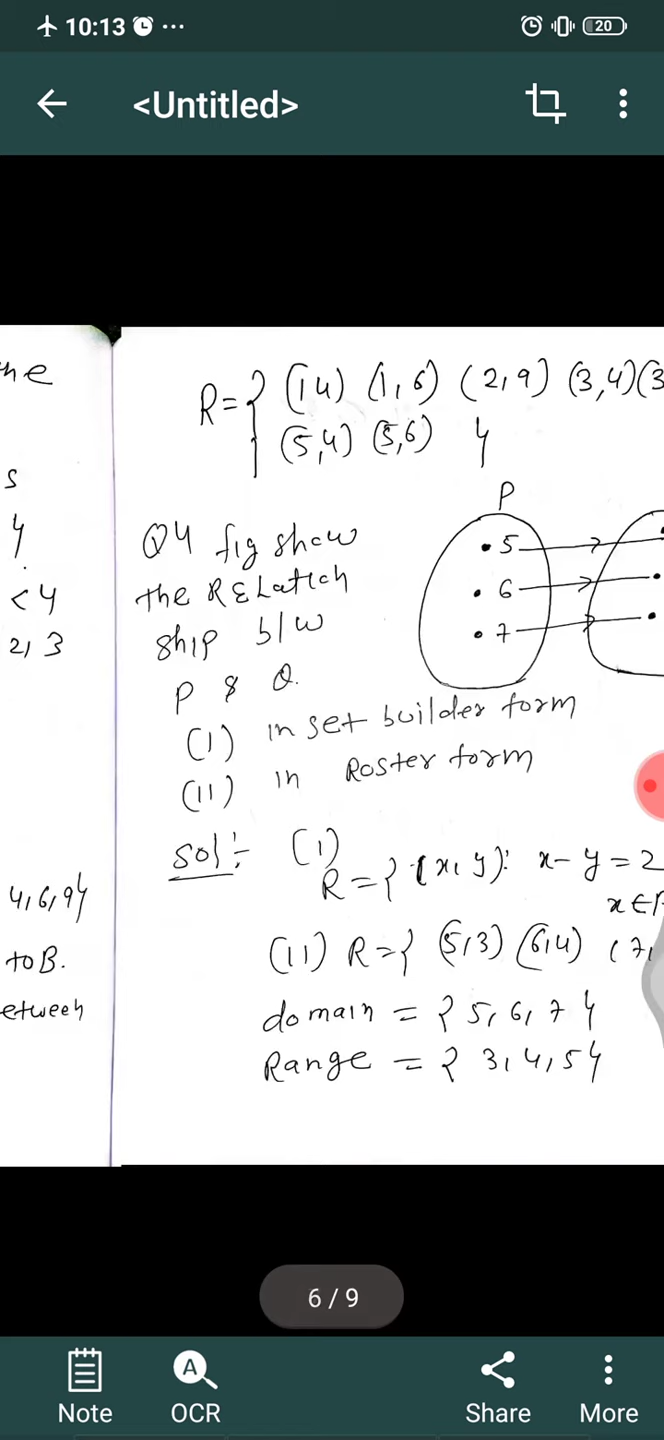 10:13 ...
20
<Untitled>
he
s
}
< 4
2, 3
4, 6, 9}
to B.
etween
R = { (1 4) (1, 6) (2, 9) (3, 4) (3
(5, 4) (5, 6) }
P
Q4 fig show
the RELation
ship b/w
P & Q.
• 5
• 6
• 7
(I) in set builder form
(II) in Roster form
Sol:- (I)
R = { (x, y): x - y = 2
x ∈ P
(II) R = { (5, 3) (6, 4) (7,
domain = { 5, 6, 7 }
Range = { 3, 4, 5 }
6 / 9
A
Note OCR Share More